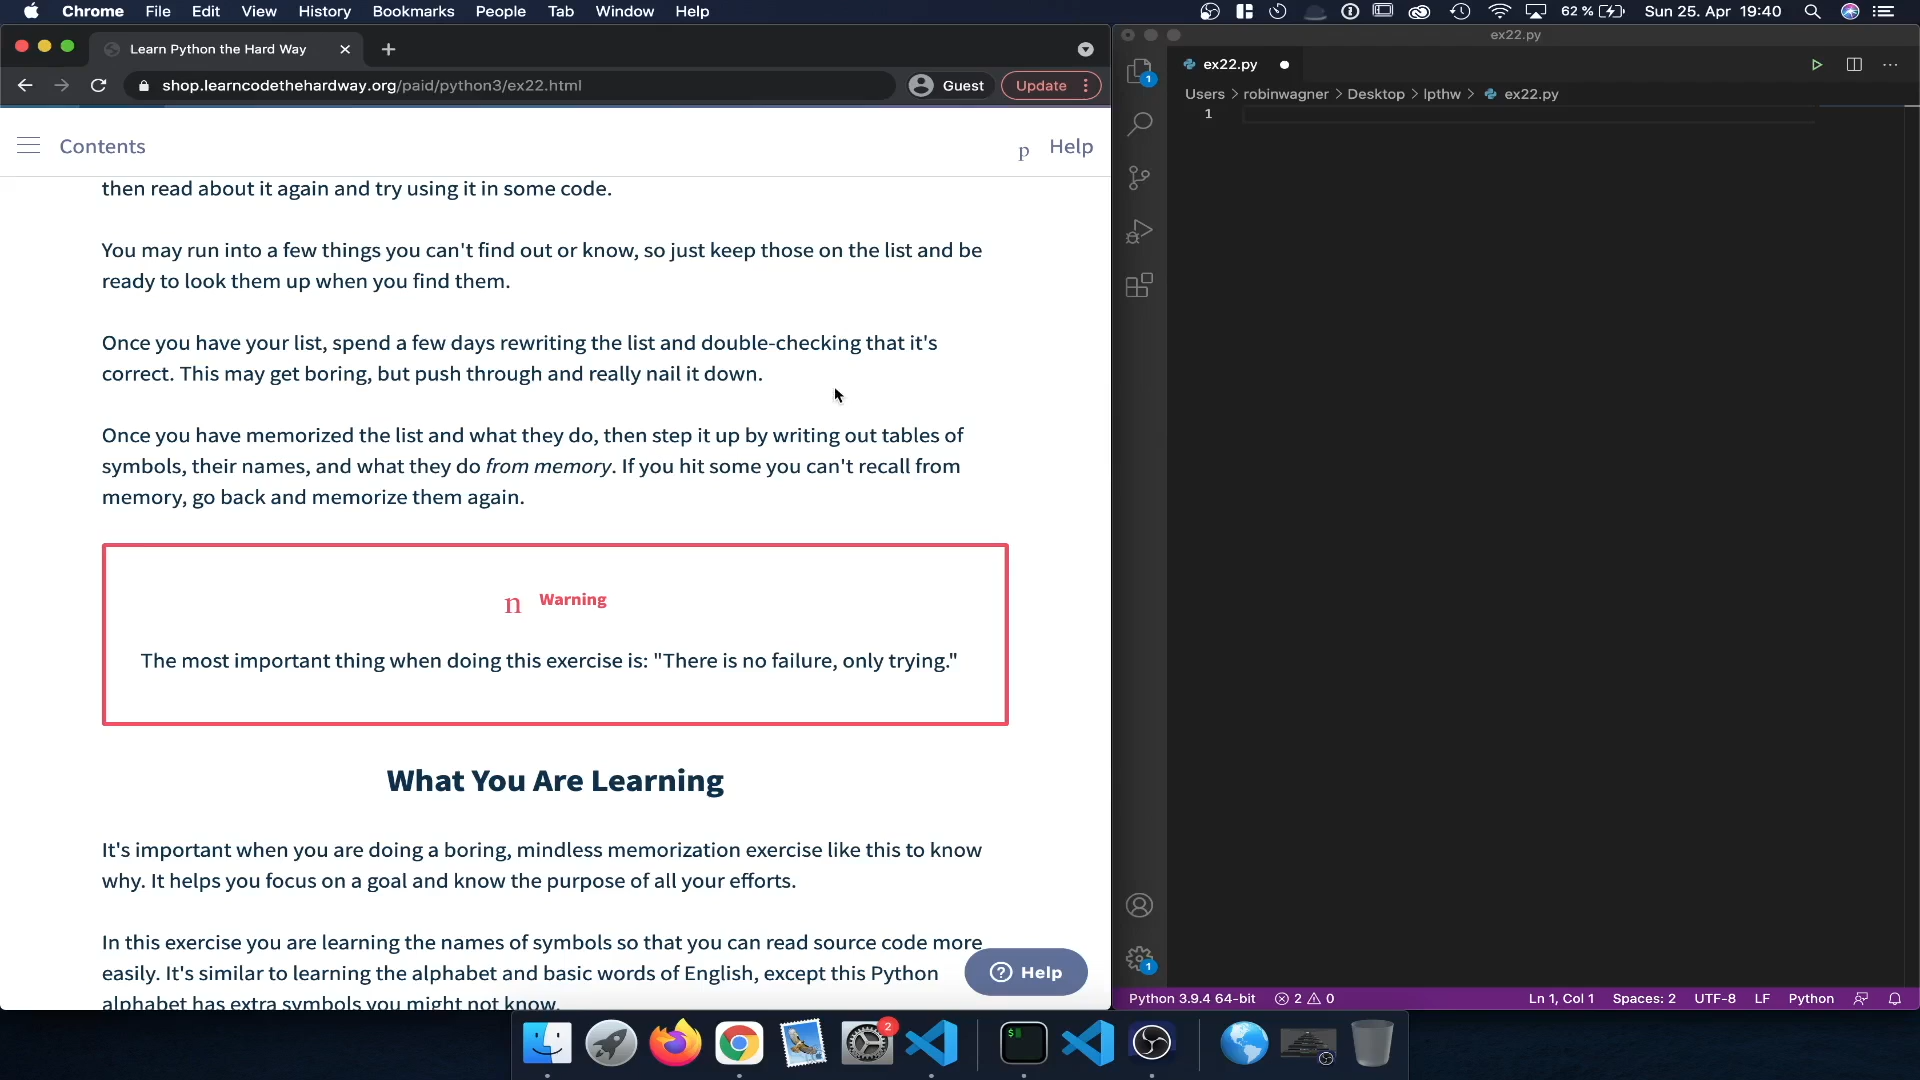 Chrome File Edit View History Bookmarks People Tab Window Help
62 % Sun 25. Apr 19:40
Learn Python the Hard Way
shop.learncodethehardway.org/paid/python3/ex22.html
Guest
Update
Contents
p Help
then read about it again and try using it in some code.
You may run into a few things you can't find out or know, so just keep those on the list and be
ready to look them up when you find them.
Once you have your list, spend a few days rewriting the list and double-checking that it's
correct. This may get boring, but push through and really nail it down.
Once you have memorized the list and what they do, then step it up by writing out tables of
symbols, their names, and what they do from memory. If you hit some you can't recall from
memory, go back and memorize them again.
n Warning
The most important thing when doing this exercise is: "There is no failure, only trying."
What You Are Learning
It's important when you are doing a boring, mindless memorization exercise like this to know
why. It helps you focus on a goal and know the purpose of all your efforts.
In this exercise you are learning the names of symbols so that you can read source code more
easily. It's similar to learning the alphabet and basic words of English, except this Python
alphabet has extra symbols you might not know.
Help
ex22.py
ex22.py
Users > robinwagner > Desktop > lpthw > ex22.py
1
1
1
Python 3.9.4 64-bit 2 0
Ln 1, Col 1 Spaces: 2 UTF-8 LF Python
2
$